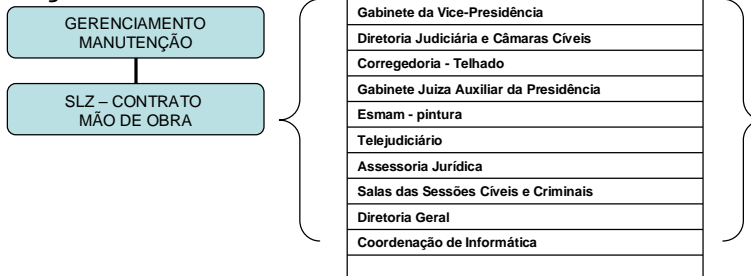 GERENCIAMENTO
MANUTENÇÃO
SLZ – CONTRATO
MÃO DE OBRA
Gabinete da Vice-Presidência
Diretoria Judiciária e Câmaras Cíveis
Corregedoria - Telhado
Gabinete Juiza Auxiliar da Presidência
Esmam - pintura
Telejudiciário
Assessoria Jurídica
Salas das Sessões Cíveis e Criminais
Diretoria Geral
Coordenação de Informática